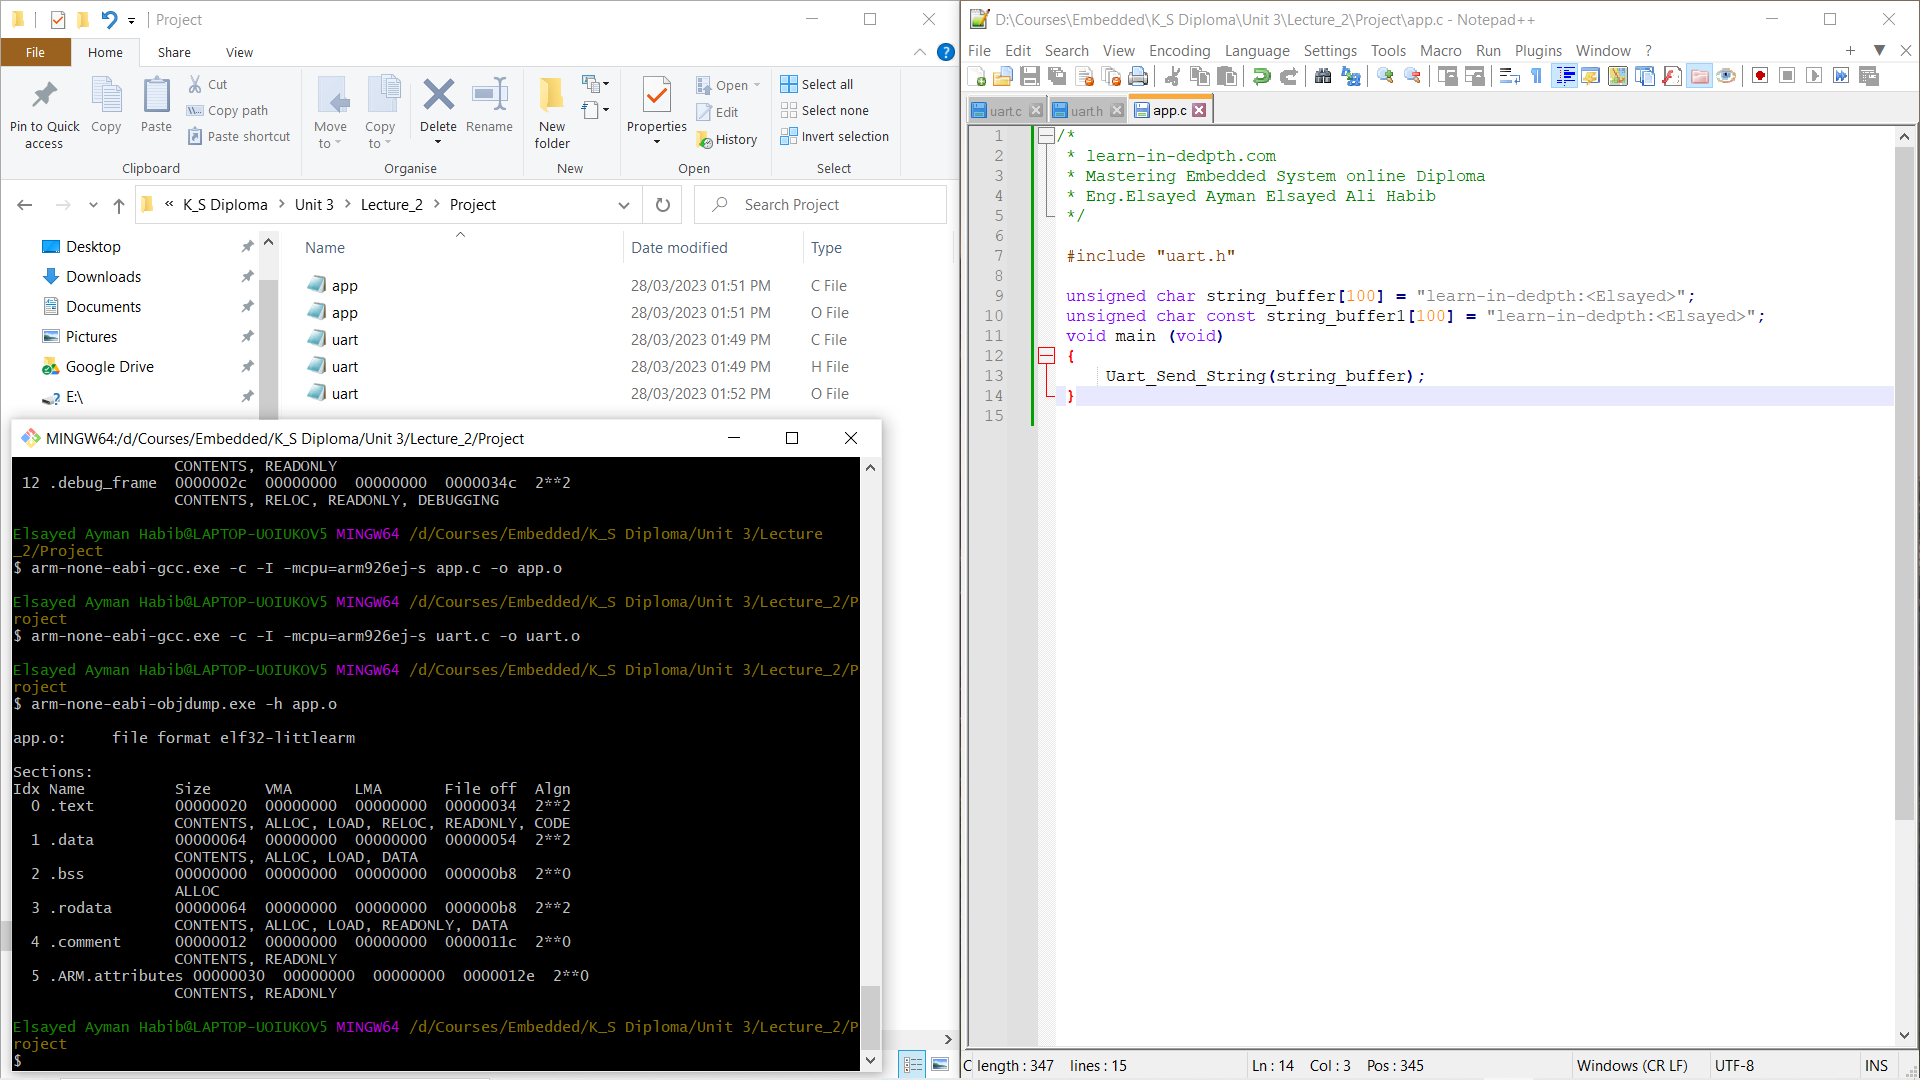 Project
File Home Share View
Pin to Quick access
Copy
Paste
Cut
Copy path
Paste shortcut
Clipboard
Move to
Copy to
Delete
Rename
Organise
New folder
New
Properties
Open
Edit
History
Open
Select all
Select none
Invert selection
Select
« K_S Diploma > Unit 3 > Lecture_2 > Project
Search Project
Desktop
Downloads
Documents
Pictures
Google Drive
E:\
Name Date modified Type
app 28/03/2023 01:51 PM C File
app 28/03/2023 01:51 PM O File
uart 28/03/2023 01:49 PM C File
uart 28/03/2023 01:49 PM H File
uart 28/03/2023 01:52 PM O File
MINGW64:/d/Courses/Embedded/K_S Diploma/Unit 3/Lecture_2/Project
CONTENTS, READONLY
12 .debug_frame 0000002c 00000000 00000000 0000034c 2**2
CONTENTS, RELOC, READONLY, DEBUGGING
Elsayed Ayman Habib@LAPTOP-UOIUKOV5 MINGW64 /d/Courses/Embedded/K_S Diploma/Unit 3/Lecture
_2/Project
$ arm-none-eabi-gcc.exe -c -I -mcpu=arm926ej-s app.c -o app.o
Elsayed Ayman Habib@LAPTOP-UOIUKOV5 MINGW64 /d/Courses/Embedded/K_S Diploma/Unit 3/Lecture_2/P
roject
$ arm-none-eabi-gcc.exe -c -I -mcpu=arm926ej-s uart.c -o uart.o
Elsayed Ayman Habib@LAPTOP-UOIUKOV5 MINGW64 /d/Courses/Embedded/K_S Diploma/Unit 3/Lecture_2/P
roject
$ arm-none-eabi-objdump.exe -h app.o
app.o: file format elf32-littlearm
Sections:
Idx Name Size VMA LMA File off Algn
0 .text 00000020 00000000 00000000 00000034 2**2
CONTENTS, ALLOC, LOAD, RELOC, READONLY, CODE
1 .data 00000064 00000000 00000000 00000054 2**2
CONTENTS, ALLOC, LOAD, DATA
2 .bss 00000000 00000000 00000000 000000b8 2**0
ALLOC
3 .rodata 00000064 00000000 00000000 000000b8 2**2
CONTENTS, ALLOC, LOAD, READONLY, DATA
4 .comment 00000012 00000000 00000000 0000011c 2**0
CONTENTS, READONLY
5 .ARM.attributes 00000030 00000000 00000000 0000012e 2**0
CONTENTS, READONLY
Elsayed Ayman Habib@LAPTOP-UOIUKOV5 MINGW64 /d/Courses/Embedded/K_S Diploma/Unit 3/Lecture_2/P
roject
$
D:\Courses\Embedded\K_S Diploma\Unit 3\Lecture_2\Project\app.c - Notepad++
File Edit Search View Encoding Language Settings Tools Macro Run Plugins Window ?
uart.c uart.h app.c
1 /*
2 * learn-in-dedpth.com
3 * Mastering Embedded System online Diploma
4 * Eng.Elsayed Ayman Elsayed Ali Habib
5 */
6
7 #include "uart.h"
8
9 unsigned char string_buffer[100] = "learn-in-dedpth:<Elsayed>";
10 unsigned char const string_buffer1[100] = "learn-in-dedpth:<Elsayed>";
11 void main (void)
12 {
13 Uart_Send_String(string_buffer);
14 }
15
C length : 347 lines : 15 Ln : 14 Col : 3 Pos : 345 Windows (CR LF) UTF-8 INS